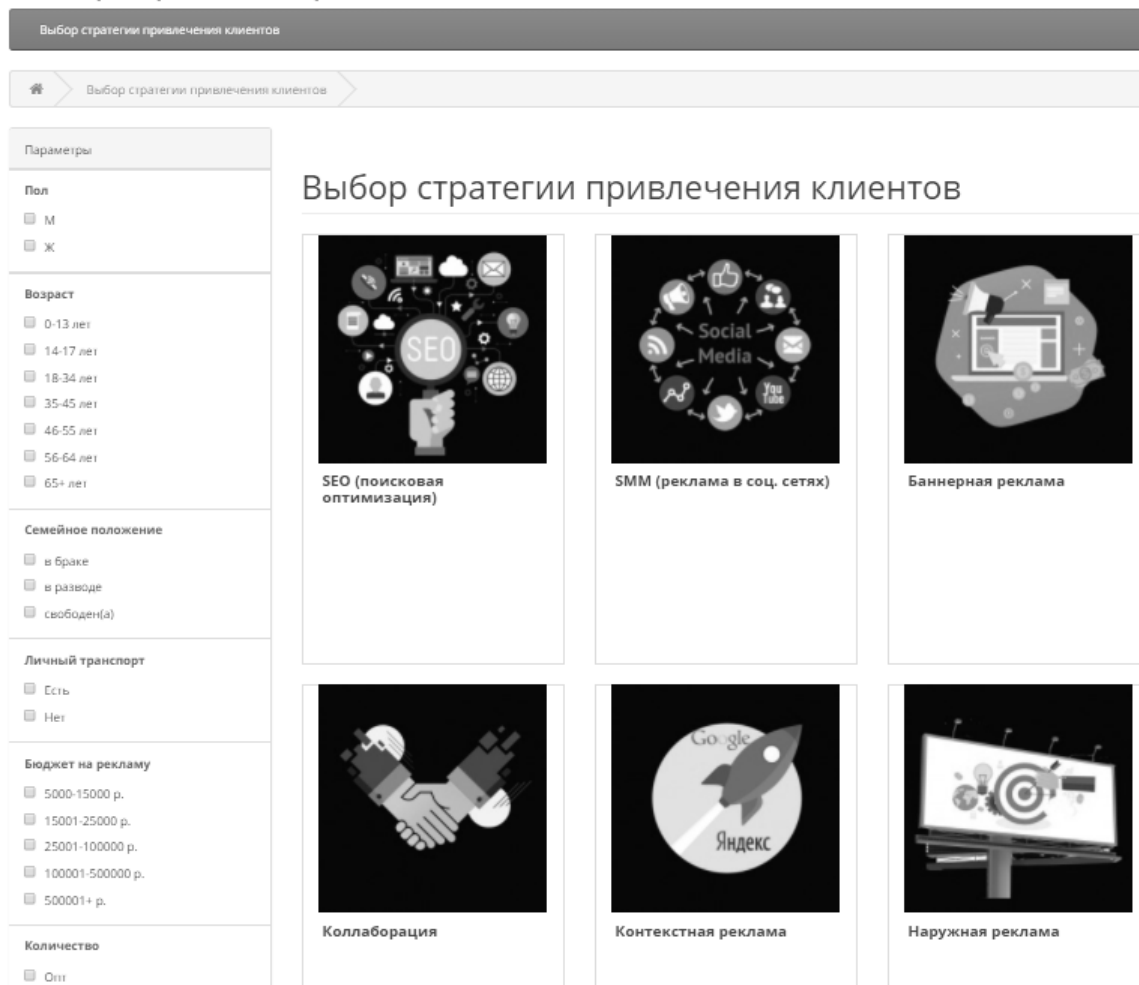 Выбор стратегии привлечения клиентов
Выбор стратегии привлечения клиентов
Параметры
Пол
М
Ж
Возраст
0-13 лет
14-17 лет
18-34 лет
35-45 лет
46-55 лет
56-64 лет
65+ лет
Семейное положение
в браке
в разводе
свободен(а)
Личный транспорт
Есть
Нет
Бюджет на рекламу
5000-15000 р.
15001-25000 р.
25001-100000 р.
100001-500000 р.
500001+ р.
Количество
Опт
Выбор стратегии привлечения клиентов
SEO
SEO (поисковая
оптимизация)
Social
Media
You
Tube
SMM (реклама в соц. сетях)
Баннерная реклама
Коллаборация
Google
Яндекс
Контекстная реклама
Наружная реклама